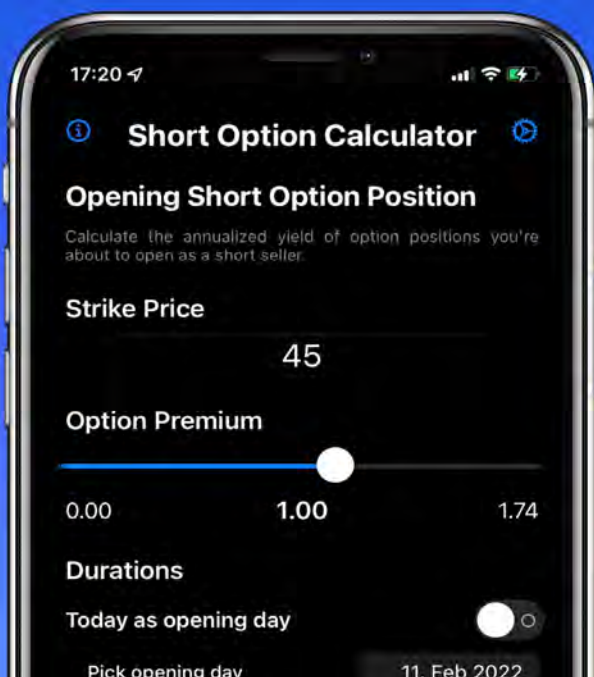 17:20
Short Option Calculator
Opening Short Option Position
Calculate the annualized yield of option positions you're
about to open as a short seller.
Strike Price
45
Option Premium
0.00 1.00 1.74
Durations
Today as opening day
Pick opening day 11. Feb 2022